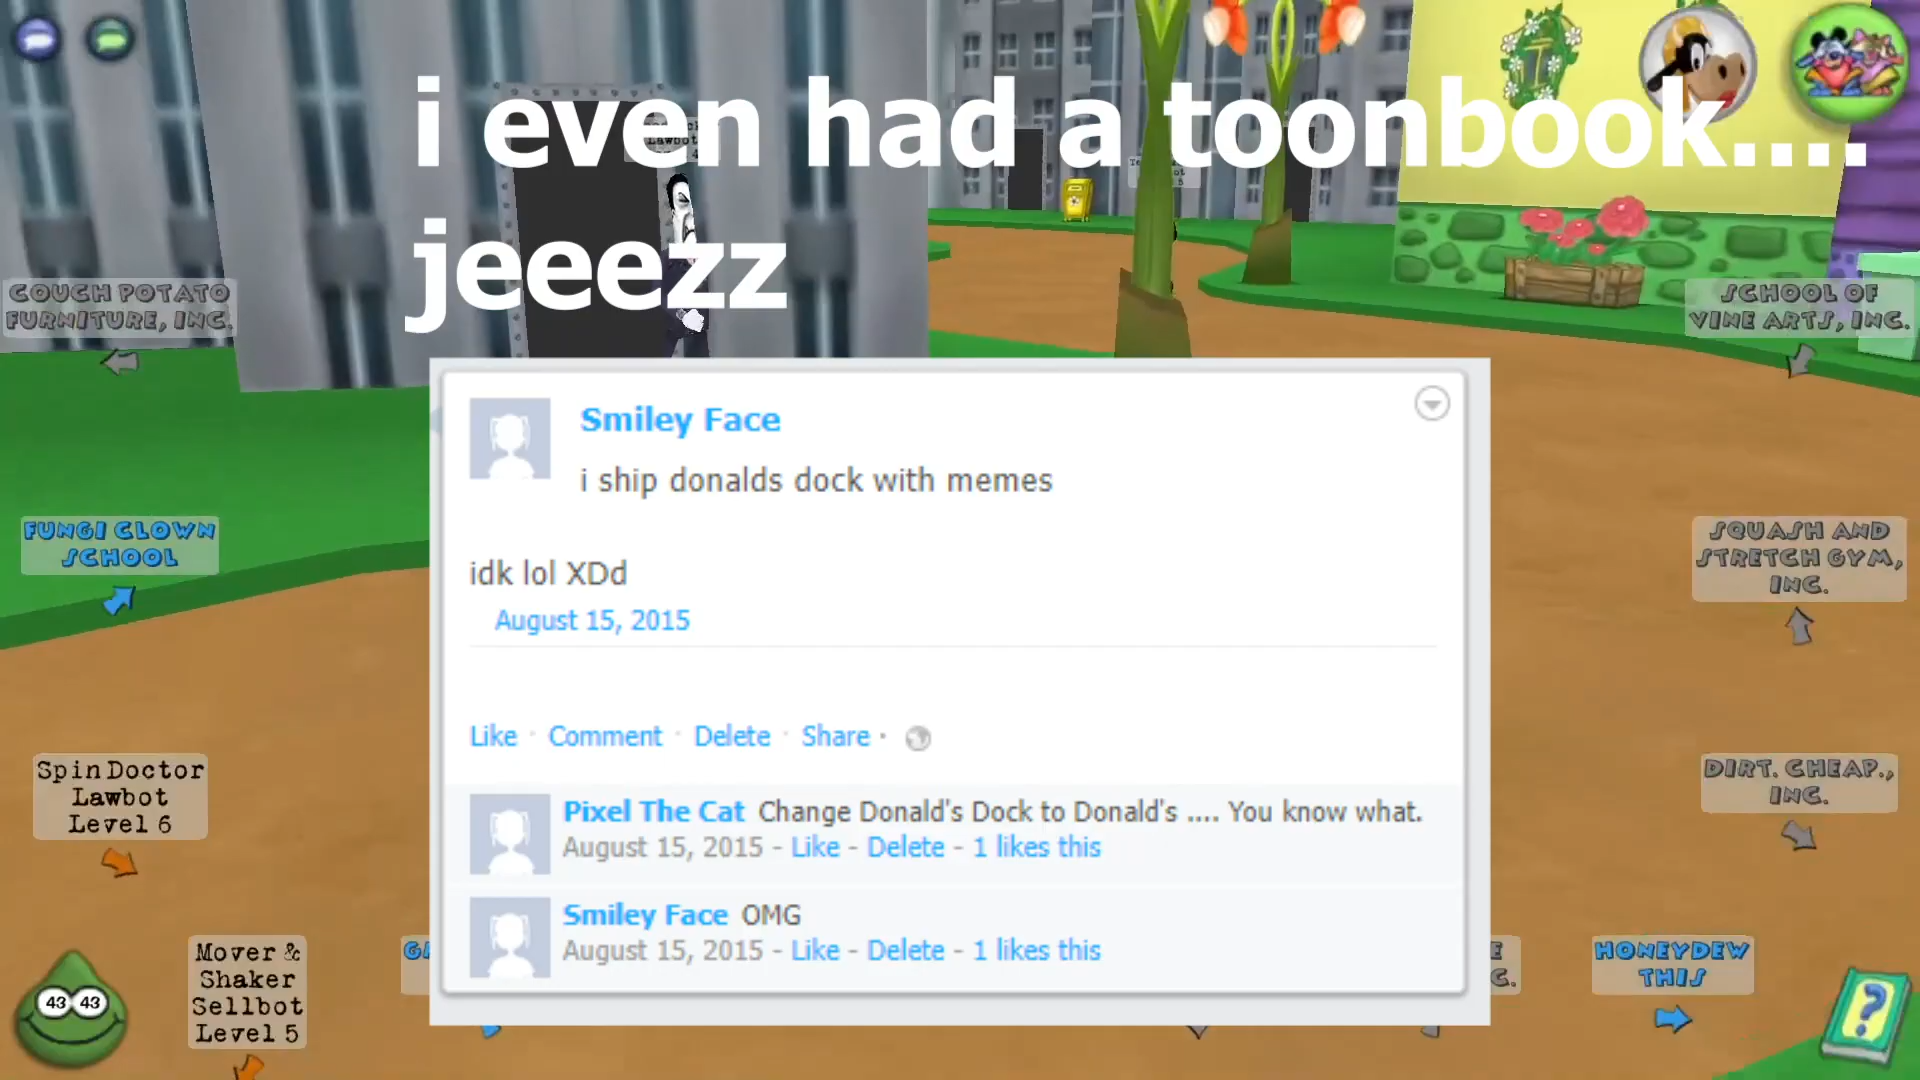 i even had a toonbook....
jeeezz
Lawbot
COUCH POTATO
FURNITURE, INC.
SCHOOL OF
VINE ARTS, INC.
Smiley Face
i ship donalds dock with memes
FUNGI CLOWN
SCHOOL
SQUASH AND
STRETCH GYM,
INC.
idk lol XDd
August 15, 2015
Like · Comment · Delete · Share ·
Spin Doctor
Lawbot
Level 6
DIRT. CHEAP.,
INC.
Pixel The Cat Change Donald's Dock to Donald's .... You know what.
August 15, 2015 - Like - Delete - 1 likes this
Smiley Face OMG
August 15, 2015 - Like - Delete - 1 likes this
Mover &
Shaker
Sellbot
Level 5
HONEYDEW
THIS
43 43